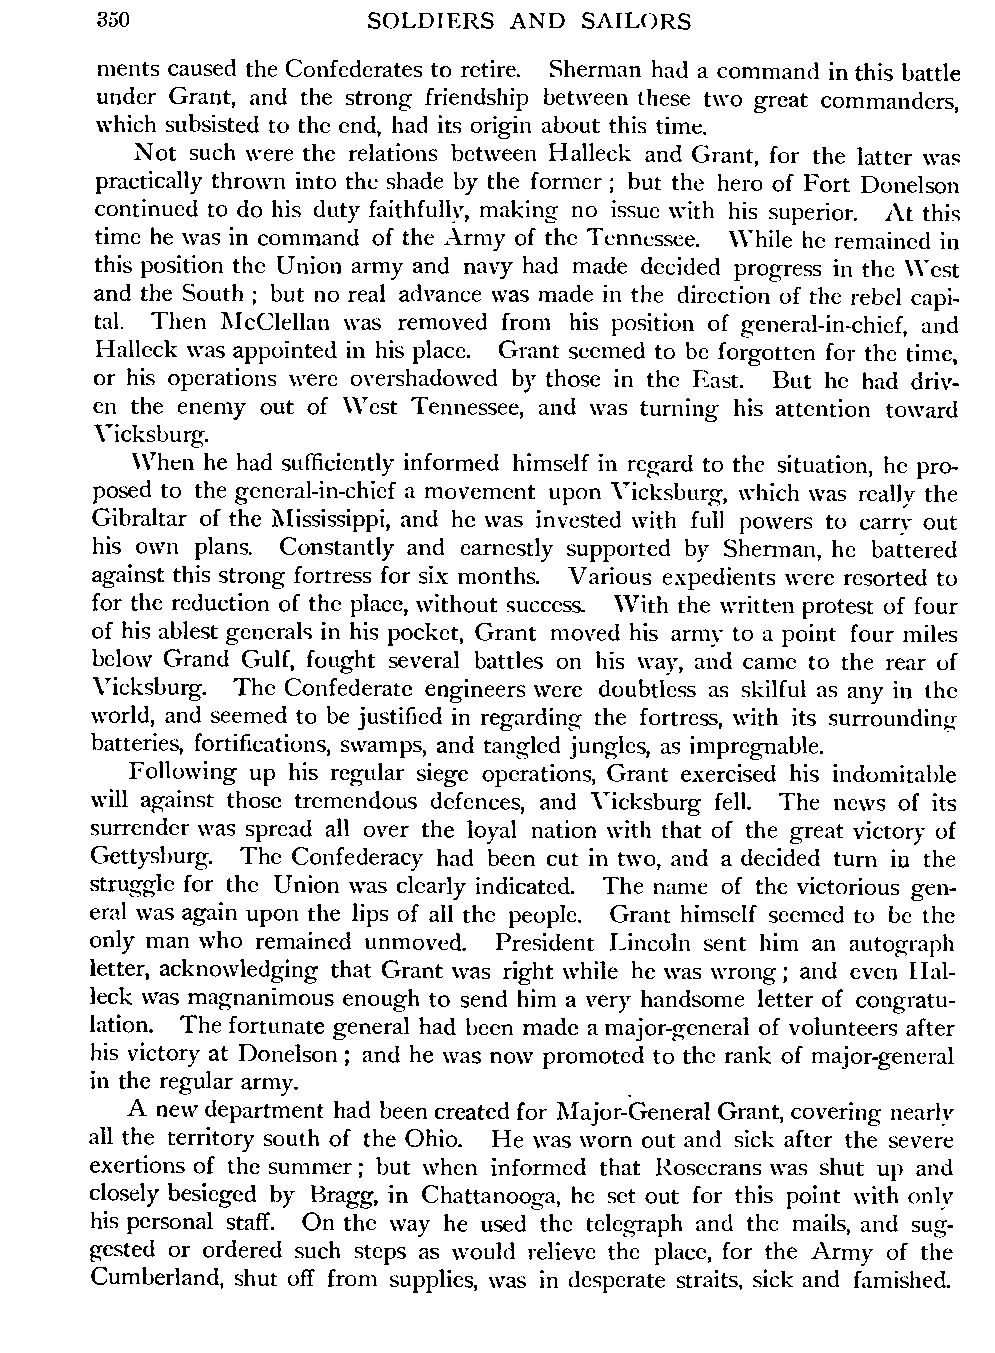 350 SOLDIERS AND SAILORS
ments caused the Confederates to retire. Sherman had a command in this battle
under Grant, and the strong friendship between these two great commanders,
which subsisted to the end, had its origin about this time.
Not such were the relations between Halleck and Grant, for the latter was
practically thrown into the shade by the former ; but the hero of Fort Donelson
continued to do his duty faithfully, making no issue with his superior. At this
time he was in command of the Army of the Tennessee. While he remained in
this position the Union army and navy had made decided progress in the West
and the South ; but no real advance was made in the direction of the rebel capi-
tal. Then McClellan was removed from his position of general-in-chief, and
Halleck was appointed in his place. Grant seemed to be forgotten for the time,
or his operations were overshadowed by those in the East. But he had driv-
en the enemy out of West Tennessee, and was turning his attention toward
Vicksburg.
When he had sufficiently informed himself in regard to the situation, he pro-
posed to the general-in-chief a movement upon Vicksburg, which was really the
Gibraltar of the Mississippi, and he was invested with full powers to carry out
his own plans. Constantly and earnestly supported by Sherman, he battered
against this strong fortress for six months. Various expedients were resorted to
for the reduction of the place, without success. With the written protest of four
of his ablest generals in his pocket, Grant moved his army to a point four miles
below Grand Gulf, fought several battles on his way, and came to the rear of
Vicksburg. The Confederate engineers were doubtless as skilful as any in the
world, and seemed to be justified in regarding the fortress, with its surrounding
batteries, fortifications, swamps, and tangled jungles, as impregnable.
Following up his regular siege operations, Grant exercised his indomitable
will against those tremendous defences, and Vicksburg fell. The news of its
surrender was spread all over the loyal nation with that of the great victory of
Gettysburg. The Confederacy had been cut in two, and a decided turn in the
struggle for the Union was clearly indicated. The name of the victorious gen-
eral was again upon the lips of all the people. Grant himself seemed to be the
only man who remained unmoved. President Lincoln sent him an autograph
letter, acknowledging that Grant was right while he was wrong ; and even Hal-
leck was magnanimous enough to send him a very handsome letter of congratu-
lation. The fortunate general had been made a major-general of volunteers after
his victory at Donelson ; and he was now promoted to the rank of major-general
in the regular army.
A new department had been created for Major-General Grant, covering nearly
all the territory south of the Ohio. He was worn out and sick after the severe
exertions of the summer ; but when informed that Rosecrans was shut up and
closely besieged by Bragg, in Chattanooga, he set out for this point with only
his personal staff. On the way he used the telegraph and the mails, and sug-
gested or ordered such steps as would relieve the place, for the Army of the
Cumberland, shut off from supplies, was in desperate straits, sick and famished.